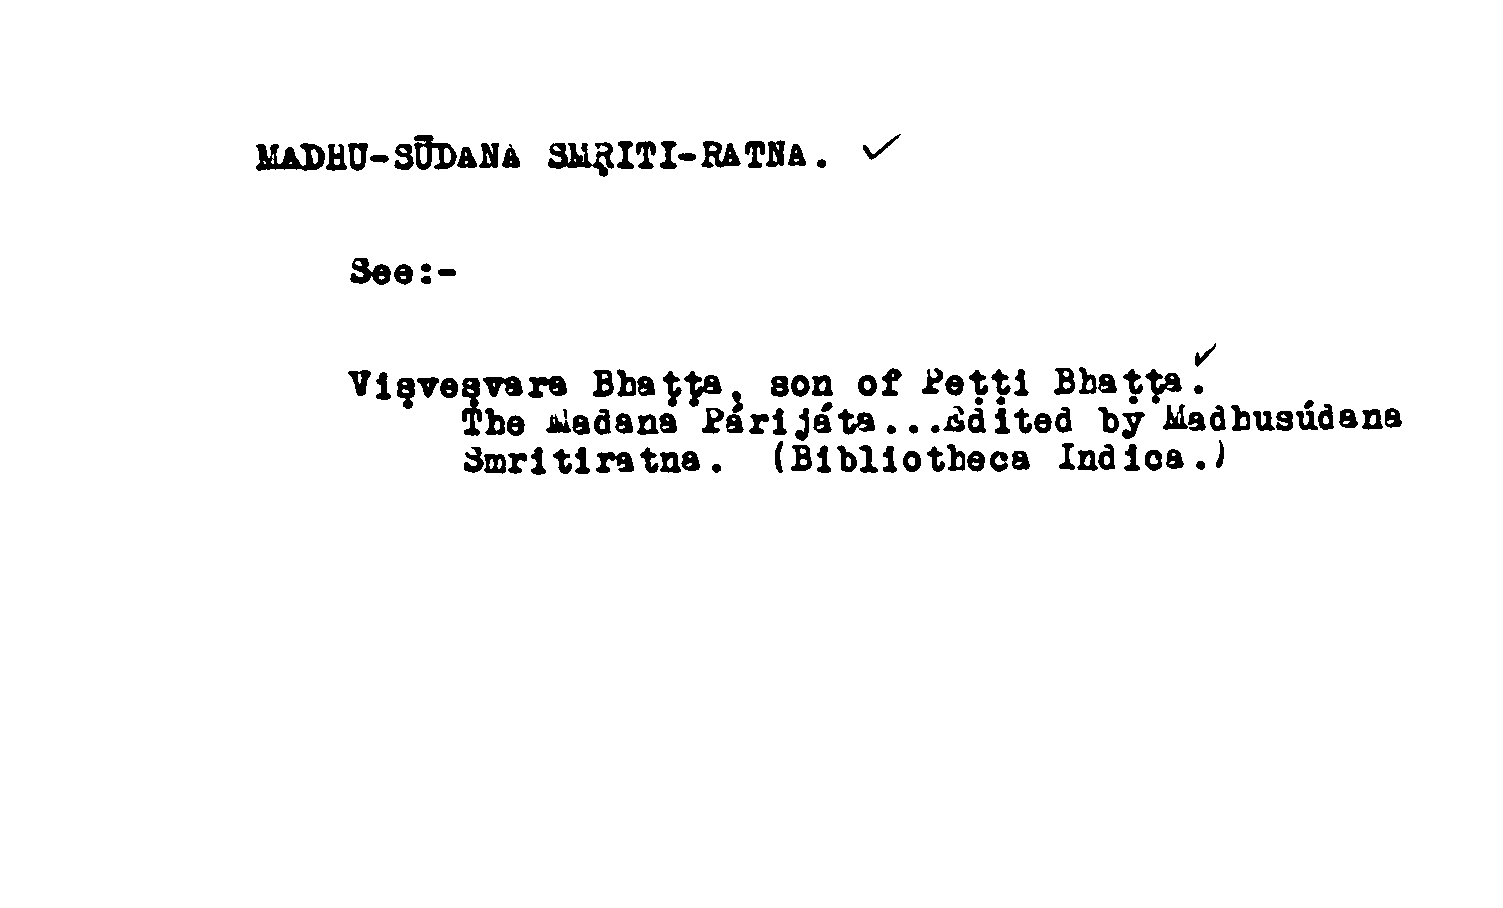 MADHU-SŪDANA SMṚITI-RATNA. ✓
See:-
Viṣveṣvara Bhaṭṭa, son of Peṭṭi Bhaṭṭa. ✓
The Madana Párijáta...Edited by Madhusúdana
Smritiratna. (Bibliotheca Indica.)